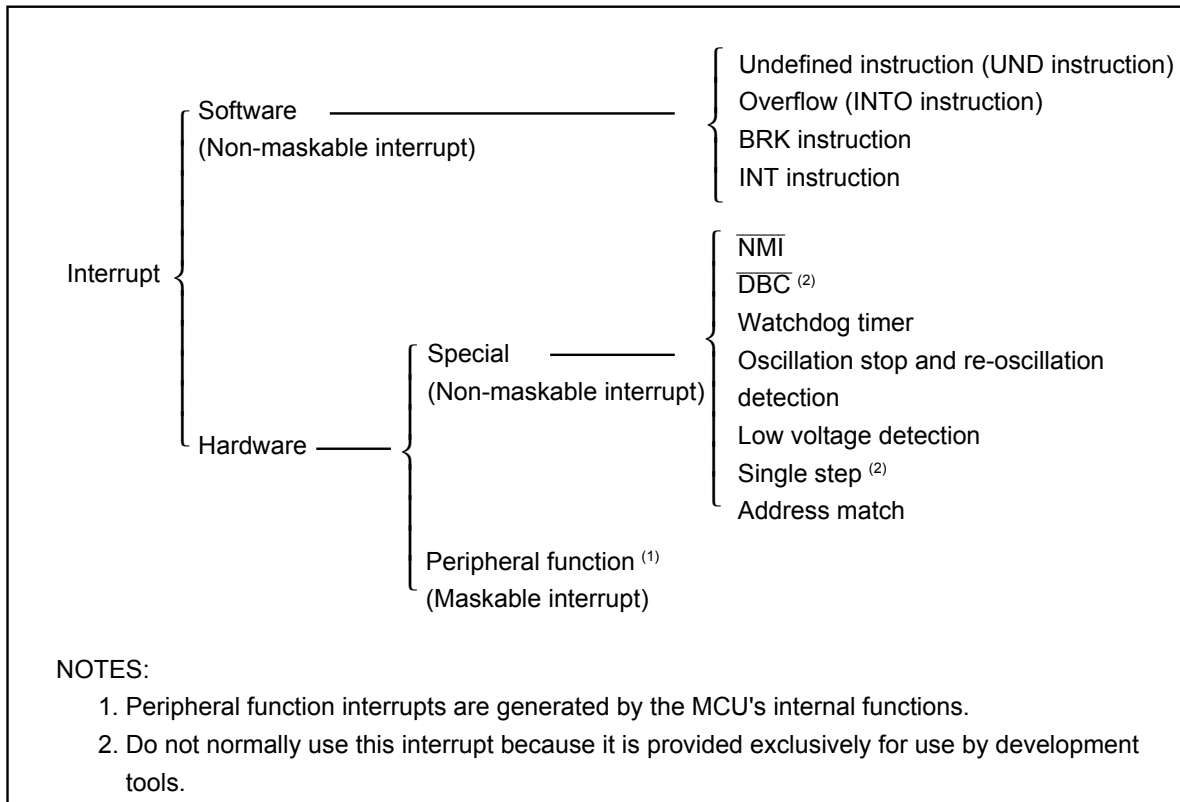 Software
(Non-maskable interrupt)
Undefined instruction (UND instruction)
Overflow (INTO instruction)
BRK instruction
INT instruction
Interrupt
Hardware
Special
(Non-maskable interrupt)
NMI
DBC (2)
Watchdog timer
Oscillation stop and re-oscillation
detection
Low voltage detection
Single step (2)
Address match
Peripheral function (1)
(Maskable interrupt)
NOTES:
1. Peripheral function interrupts are generated by the MCU's internal functions.
2. Do not normally use this interrupt because it is provided exclusively for use by development
tools.